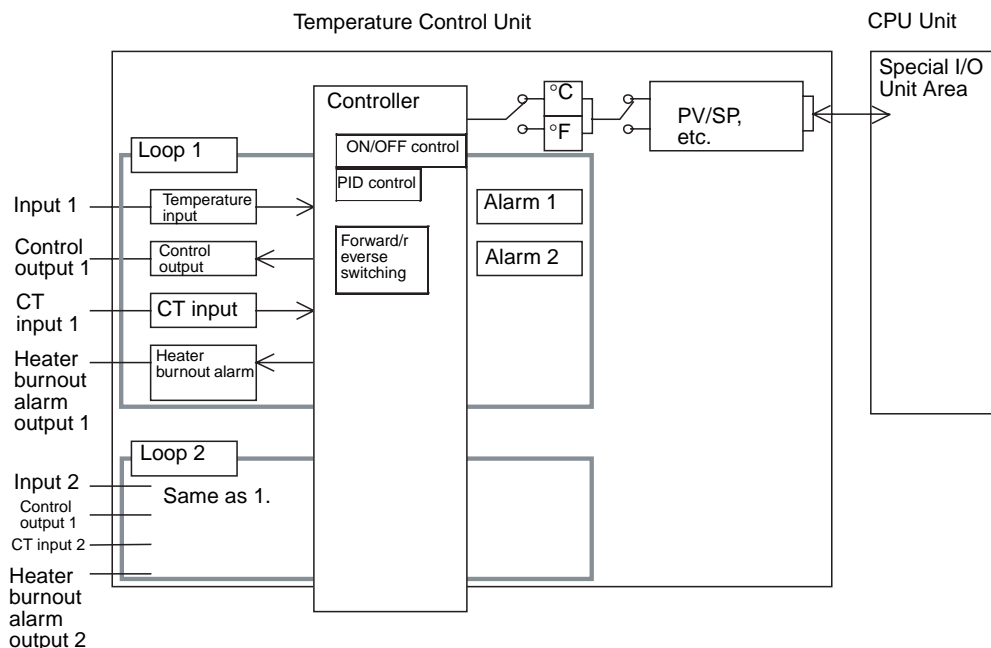 Temperature Control Unit
CPU Unit
Special I/O
Unit Area
Controller
°C
°F
PV/SP,
etc.
ON/OFF control
PID control
Forward/r
everse
switching
Loop 1
Input 1
Temperature
input
Alarm 1
Control
output 1
Control
output
Alarm 2
CT
input 1
CT input
Heater
burnout
alarm
output 1
Heater
burnout alarm
Loop 2
Input 2
Same as 1.
Control
output 1
CT input 2
Heater
burnout
alarm
output 2